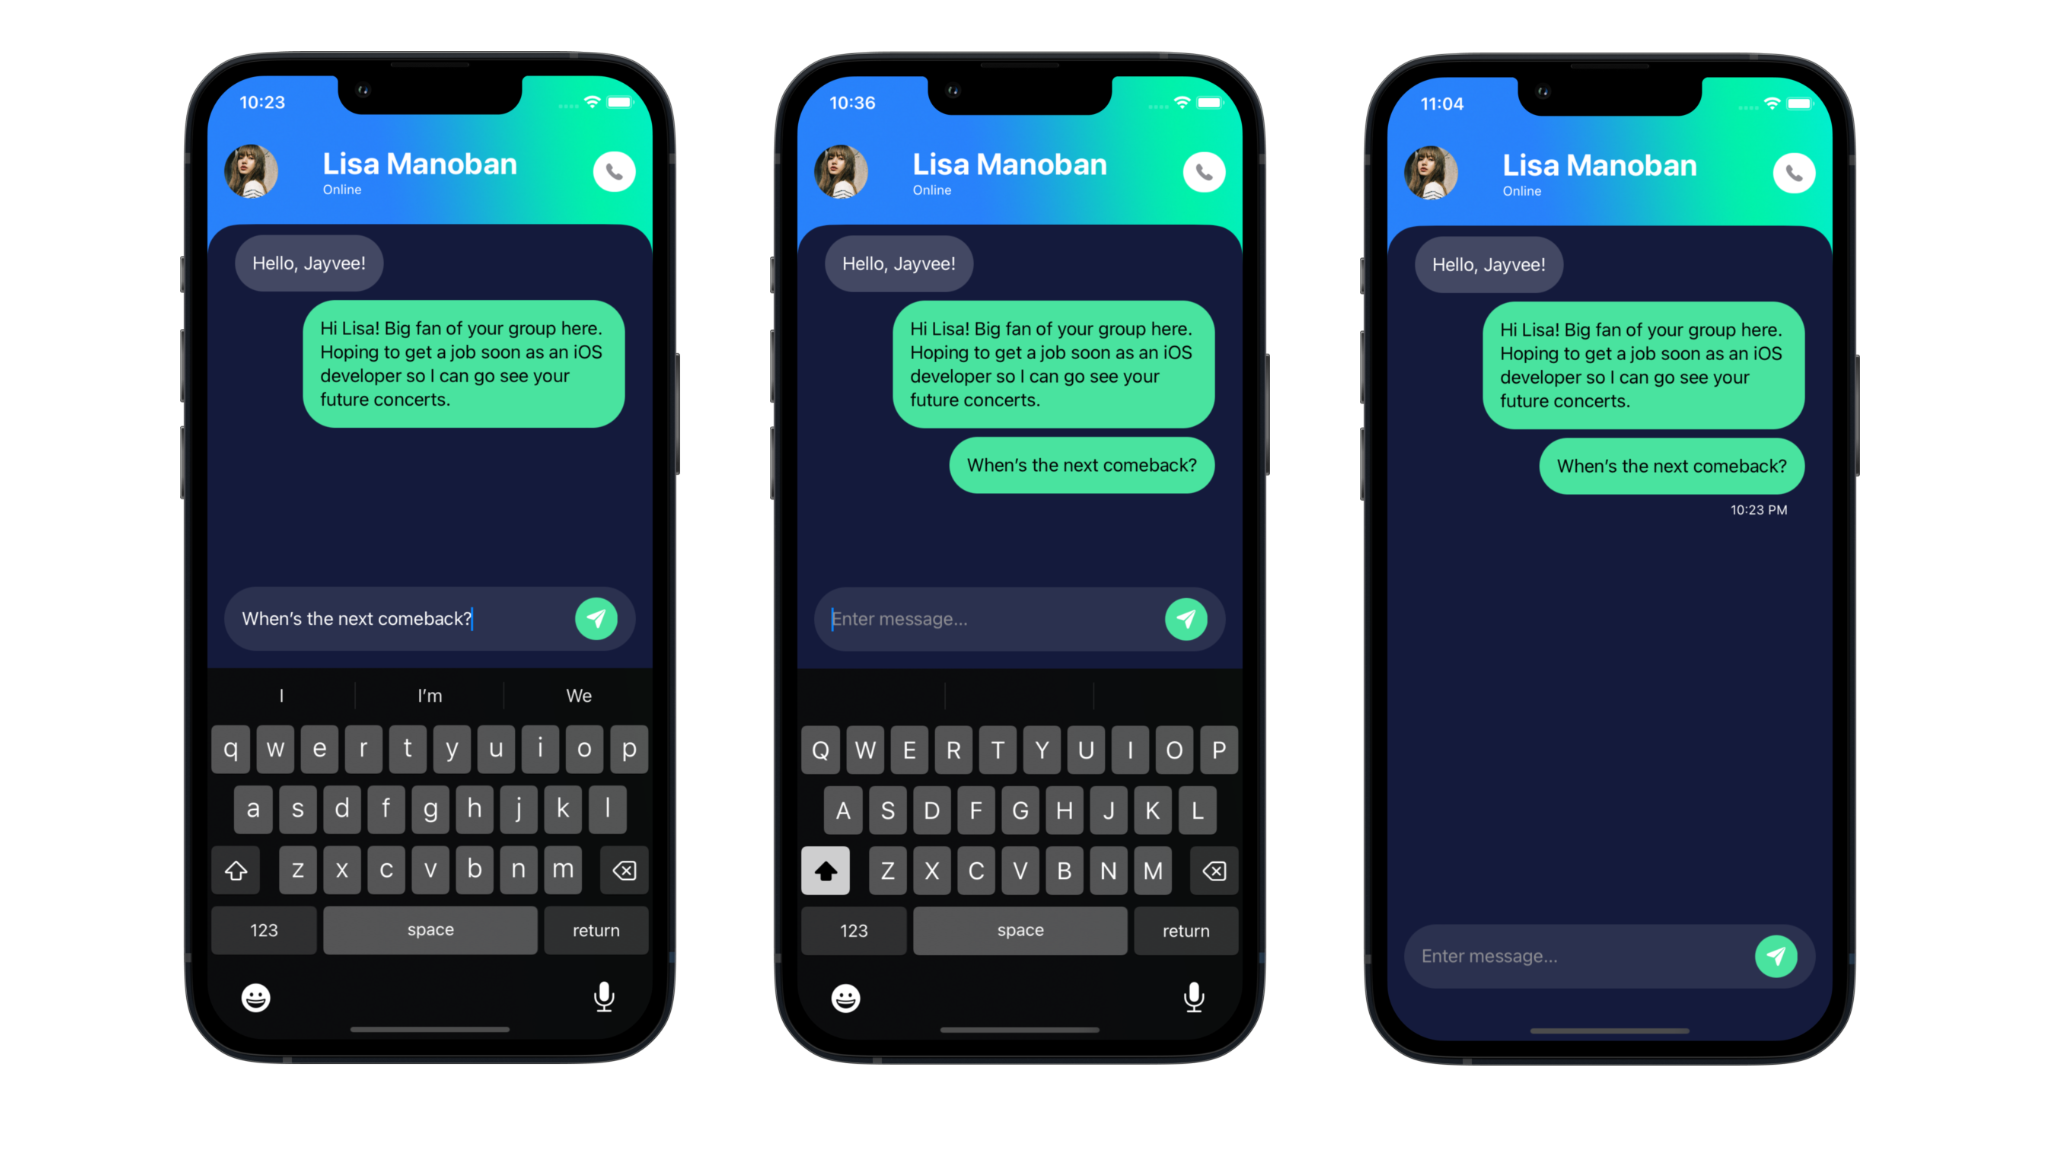 10:23
Lisa Manoban
Online
Hello, Jayvee!
Hi Lisa! Big fan of your group here.
Hoping to get a job soon as an iOS
developer so I can go see your
future concerts.
When's the next comeback?
I I'm We
q w e r t y u i o p
a s d f g h j k l
z x c v b n m
123 space return
10:36
Lisa Manoban
Online
Hello, Jayvee!
Hi Lisa! Big fan of your group here.
Hoping to get a job soon as an iOS
developer so I can go see your
future concerts.
When's the next comeback?
Enter message...
Q W E R T Y U I O P
A S D F G H J K L
Z X C V B N M
123 space return
11:04
Lisa Manoban
Online
Hello, Jayvee!
Hi Lisa! Big fan of your group here.
Hoping to get a job soon as an iOS
developer so I can go see your
future concerts.
When's the next comeback?
10:23 PM
Enter message...